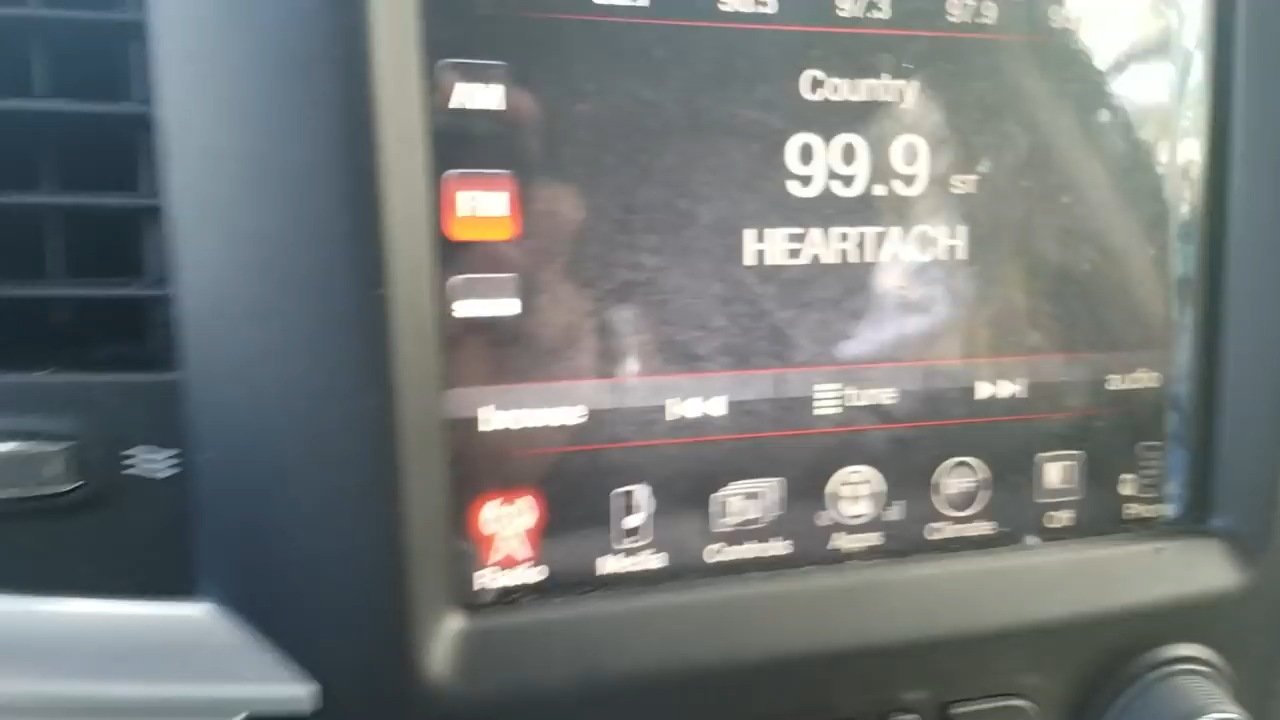 97.3 97.9
AM
Country
99.9 ST
FM
HEARTACH
browse tune audio
Radio Media Controls Apps Climate Off